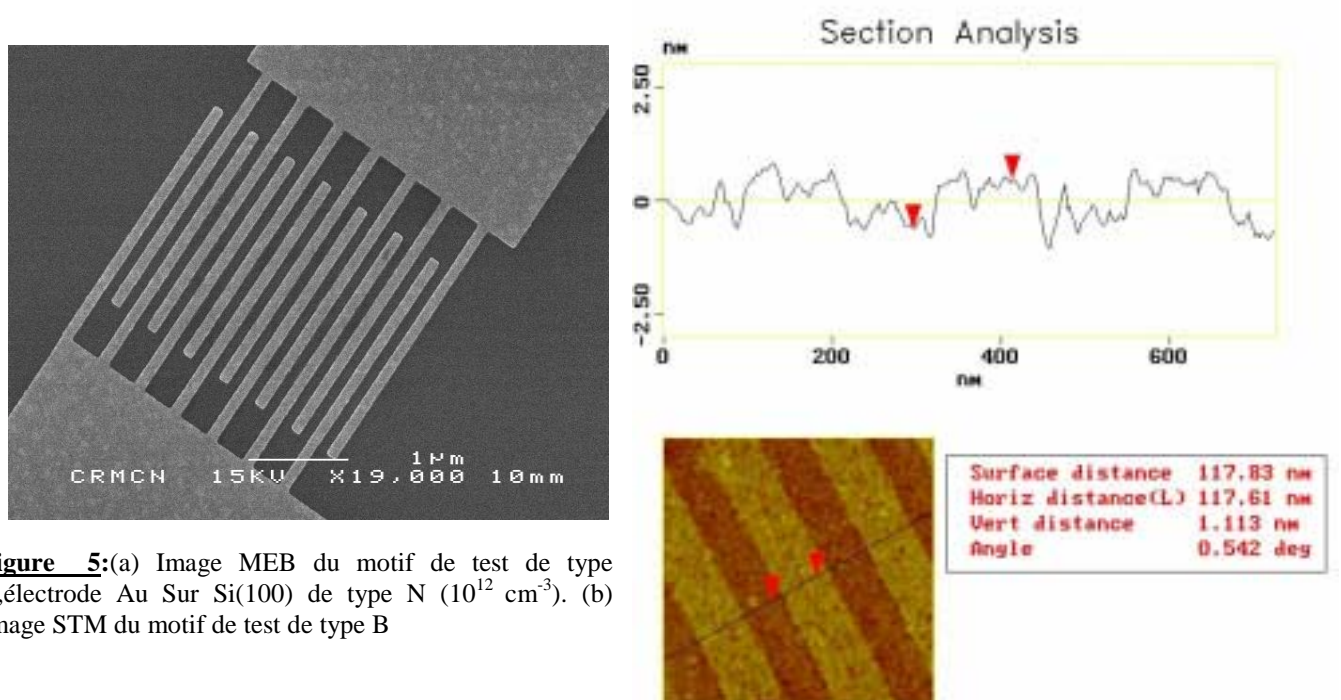 Section Analysis
nm
2.50
0
-2.50
0 200 400 600
nm
CRMCN 15KV X19,000 10mm
1µm
Surface distance 117.83 nm
Horiz distance(L) 117.61 nm
Vert distance 1.113 nm
Angle 0.542 deg
igure 5:(a) Image MEB du motif de test de type
,électrode Au Sur Si(100) de type N (10¹² cm⁻³). (b)
mage STM du motif de test de type B